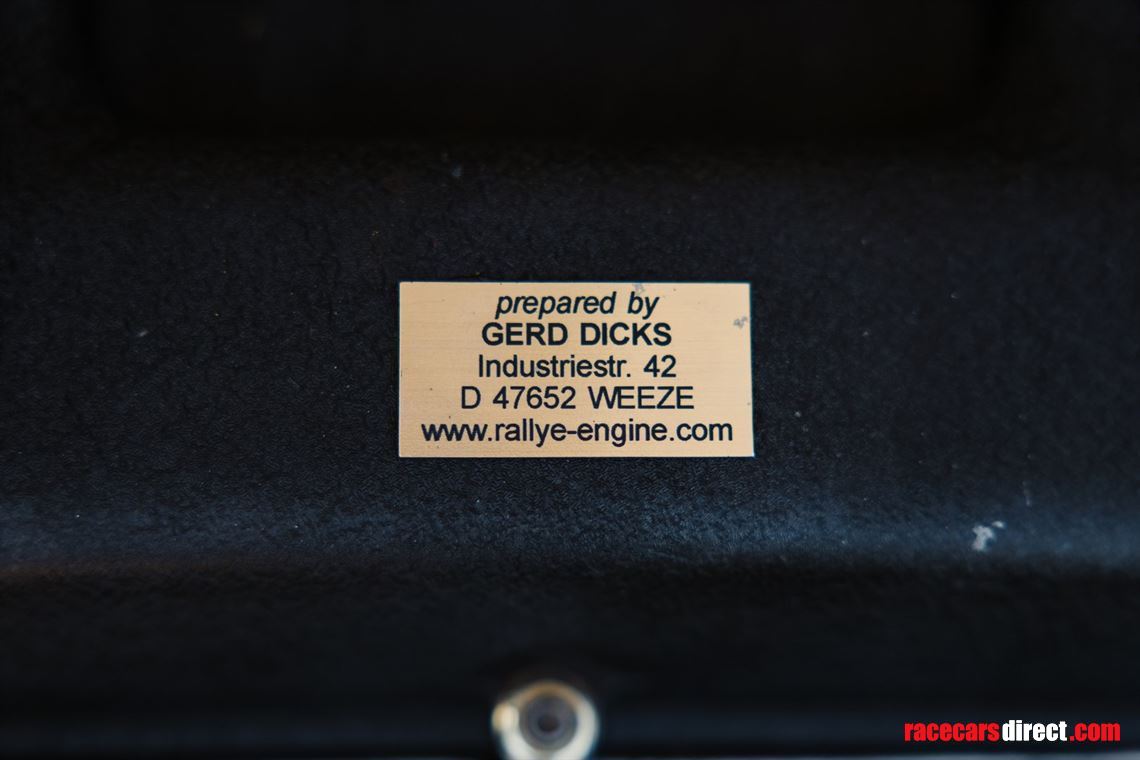 prepared by
GERD DICKS
Industriestr. 42
D 47652 WEEZE
www.rallye-engine.com
racecarsdirect.com